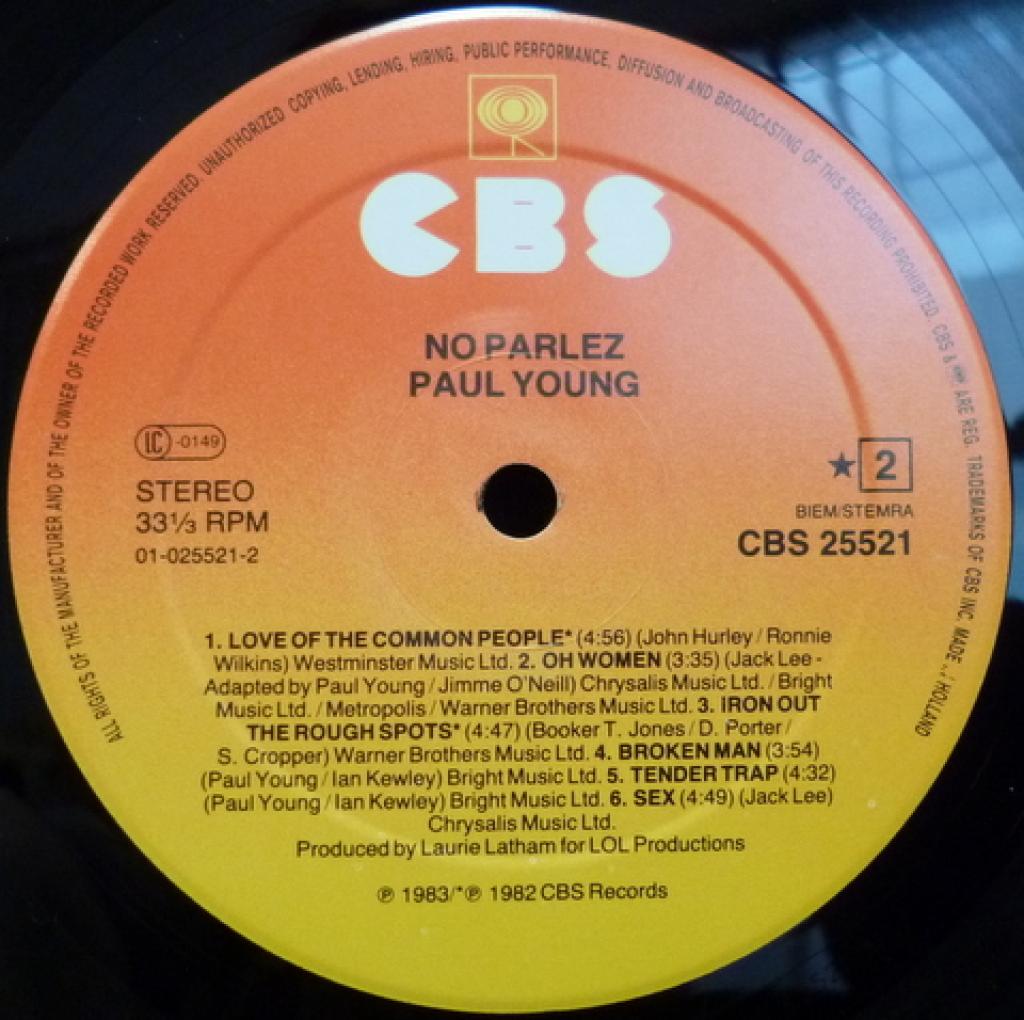 ALL RIGHTS OF THE MANUFACTURER AND OF THE OWNER OF THE RECORDED WORK RESERVED. UNAUTHORIZED COPYING, LENDING, HIRING, PUBLIC PERFORMANCE, DIFFUSION AND BROADCASTING OF THIS RECORDING PROHIBITED. CBS & ARE REG. TRADEMARKS OF CBS INC. MADE HOLLAND
CBS
NO PARLEZ
PAUL YOUNG
LC -0149
★ 2
STEREO
BIEM/STEMRA
33⅓ RPM
CBS 25521
01-025521-2
1. LOVE OF THE COMMON PEOPLE* (4:56) (John Hurley / Ronnie
Wilkins) Westminster Music Ltd. 2. OH WOMEN (3:35) (Jack Lee -
Adapted by Paul Young / Jimme O'Neill) Chrysalis Music Ltd. / Bright
Music Ltd. / Metropolis / Warner Brothers Music Ltd. 3. IRON OUT
THE ROUGH SPOTS* (4:47) (Booker T. Jones / D. Porter /
S. Cropper) Warner Brothers Music Ltd. 4. BROKEN MAN (3:54)
(Paul Young / Ian Kewley) Bright Music Ltd. 5. TENDER TRAP (4:32)
(Paul Young / Ian Kewley) Bright Music Ltd. 6. SEX (4:49) (Jack Lee)
Chrysalis Music Ltd.
Produced by Laurie Latham for LOL Productions
℗ 1983/*℗ 1982 CBS Records